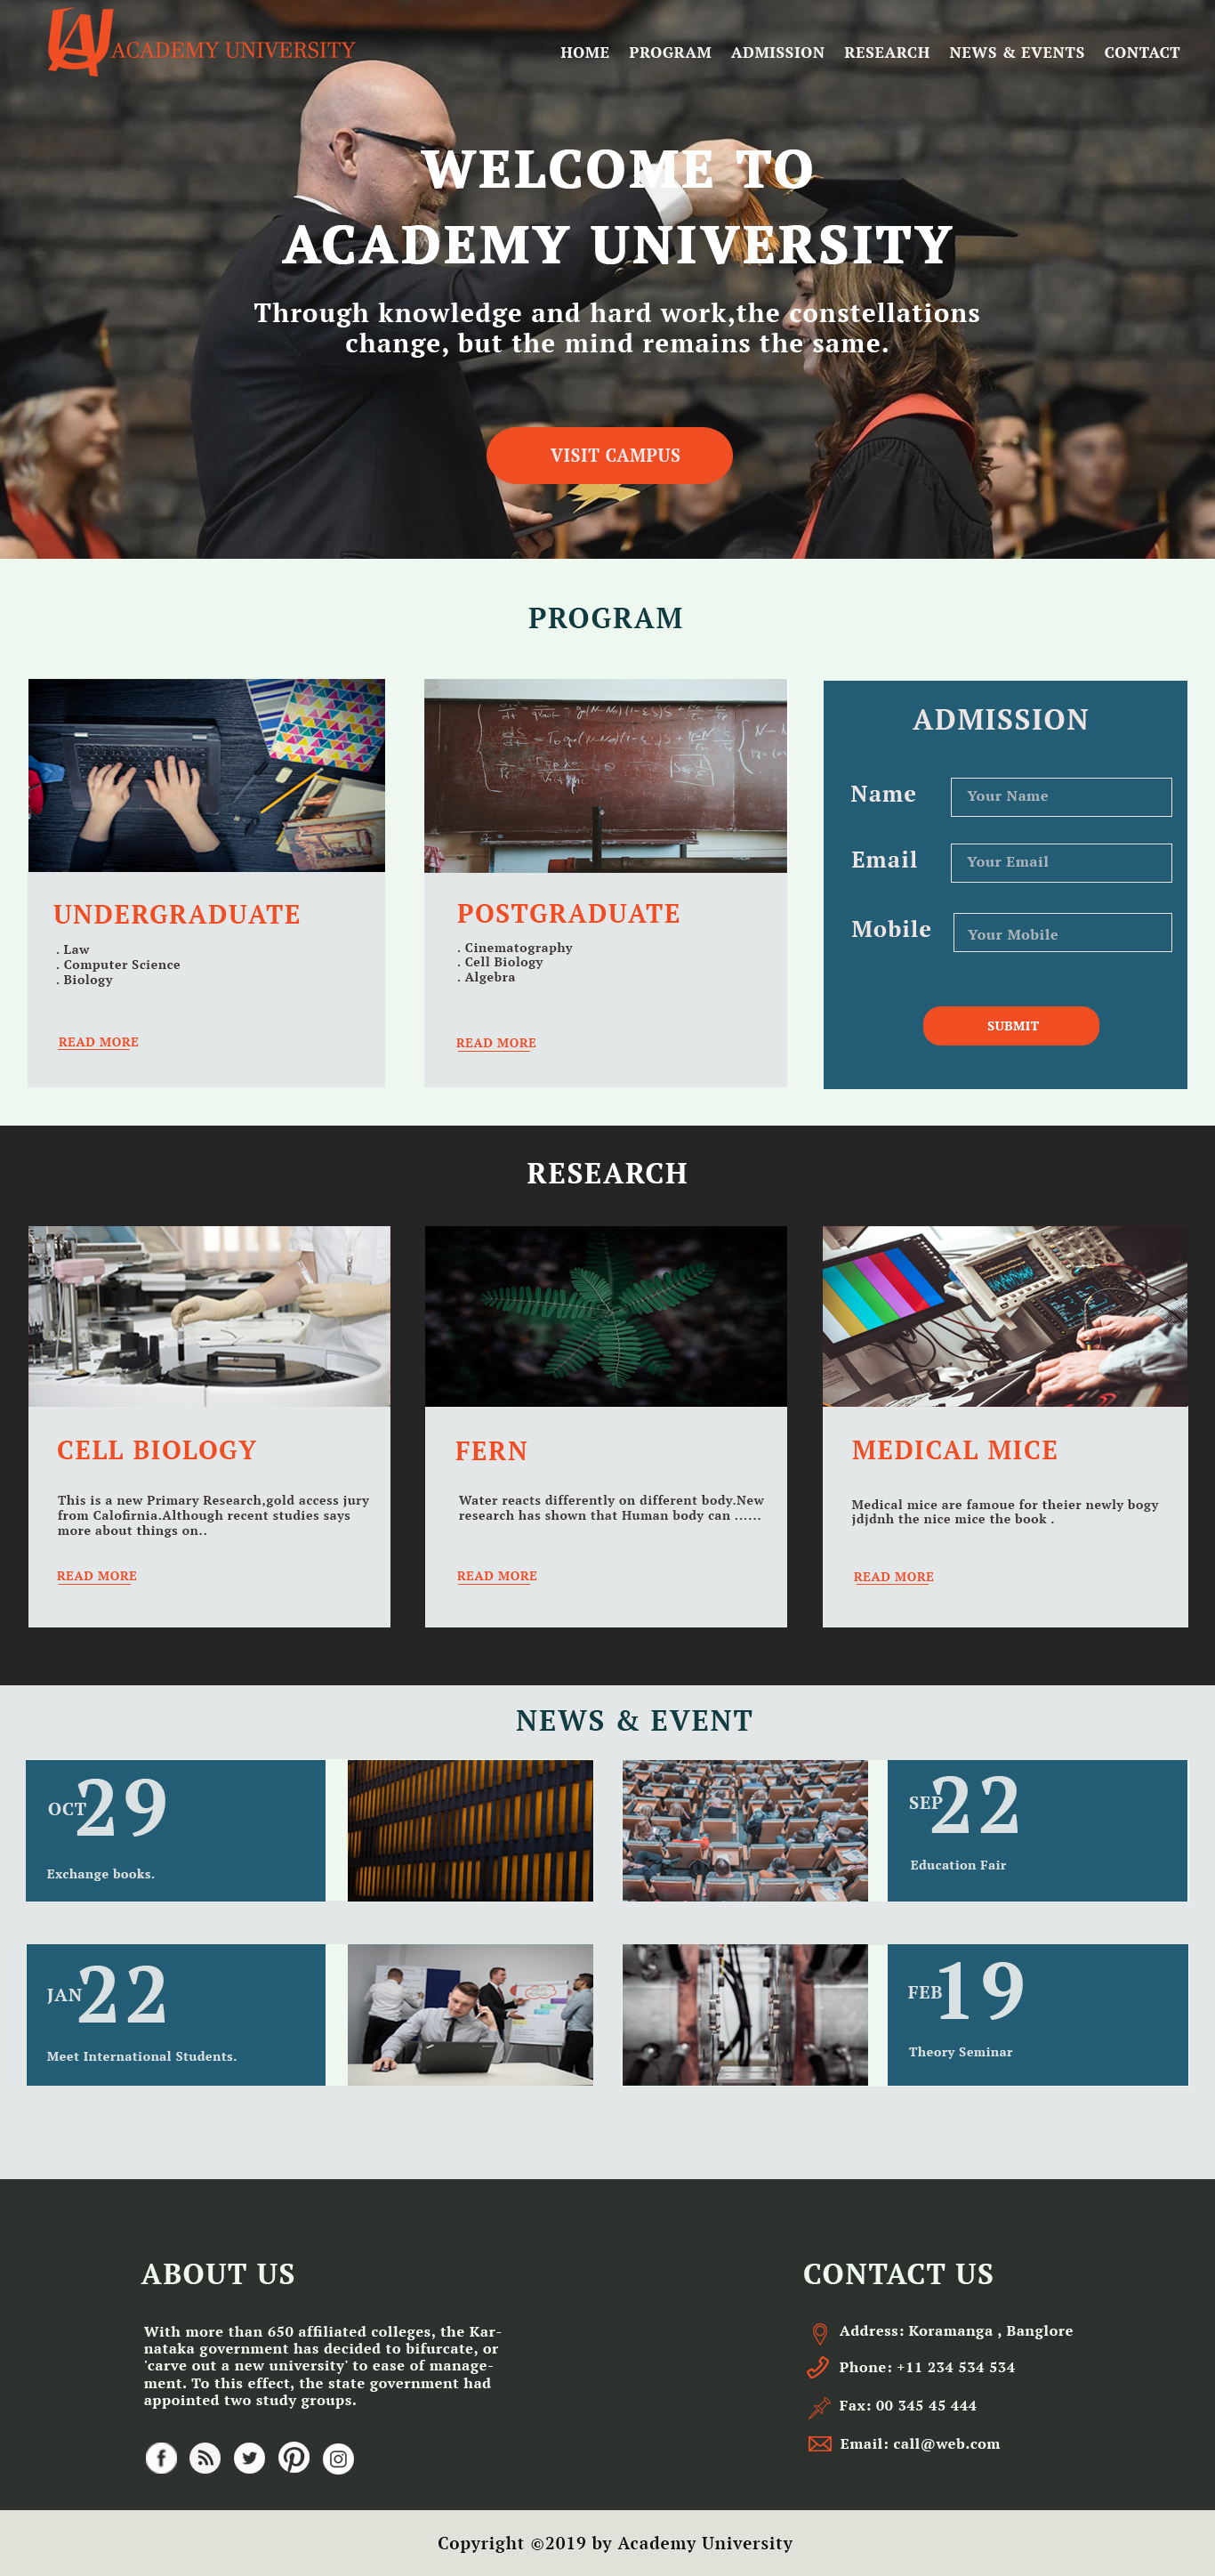 ACADEMY UNIVERSITY
HOME PROGRAM ADMISSION RESEARCH NEWS & EVENTS CONTACT
WELCOME TO
ACADEMY UNIVERSITY
Through knowledge and hard work,the constellations
change, but the mind remains the same.
VISIT CAMPUS
PROGRAM
UNDERGRADUATE
. Law
. Computer Science
. Biology
READ MORE
POSTGRADUATE
. Cinematography
. Cell Biology
. Algebra
READ MORE
ADMISSION
Name
Your Name
Email
Your Email
Mobile
Your Mobile
SUBMIT
RESEARCH
CELL BIOLOGY
This is a new Primary Research,gold access jury
from Calofirnia.Although recent studies says
more about things on..
READ MORE
FERN
Water reacts differently on different body.New
research has shown that Human body can ......
READ MORE
MEDICAL MICE
Medical mice are famoue for theier newly bogy
jdjdnh the nice mice the book .
READ MORE
NEWS & EVENT
OCT 29
Exchange books.
SEP 22
Education Fair
JAN 22
Meet International Students.
FEB 19
Theory Seminar
ABOUT US
With more than 650 affiliated colleges, the Kar-
nataka government has decided to bifurcate, or
'carve out a new university' to ease of manage-
ment. To this effect, the state government had
appointed two study groups.
CONTACT US
Address: Koramanga , Banglore
Phone: +11 234 534 534
Fax: 00 345 45 444
Email: call@web.com
Copyright ©2019 by Academy University